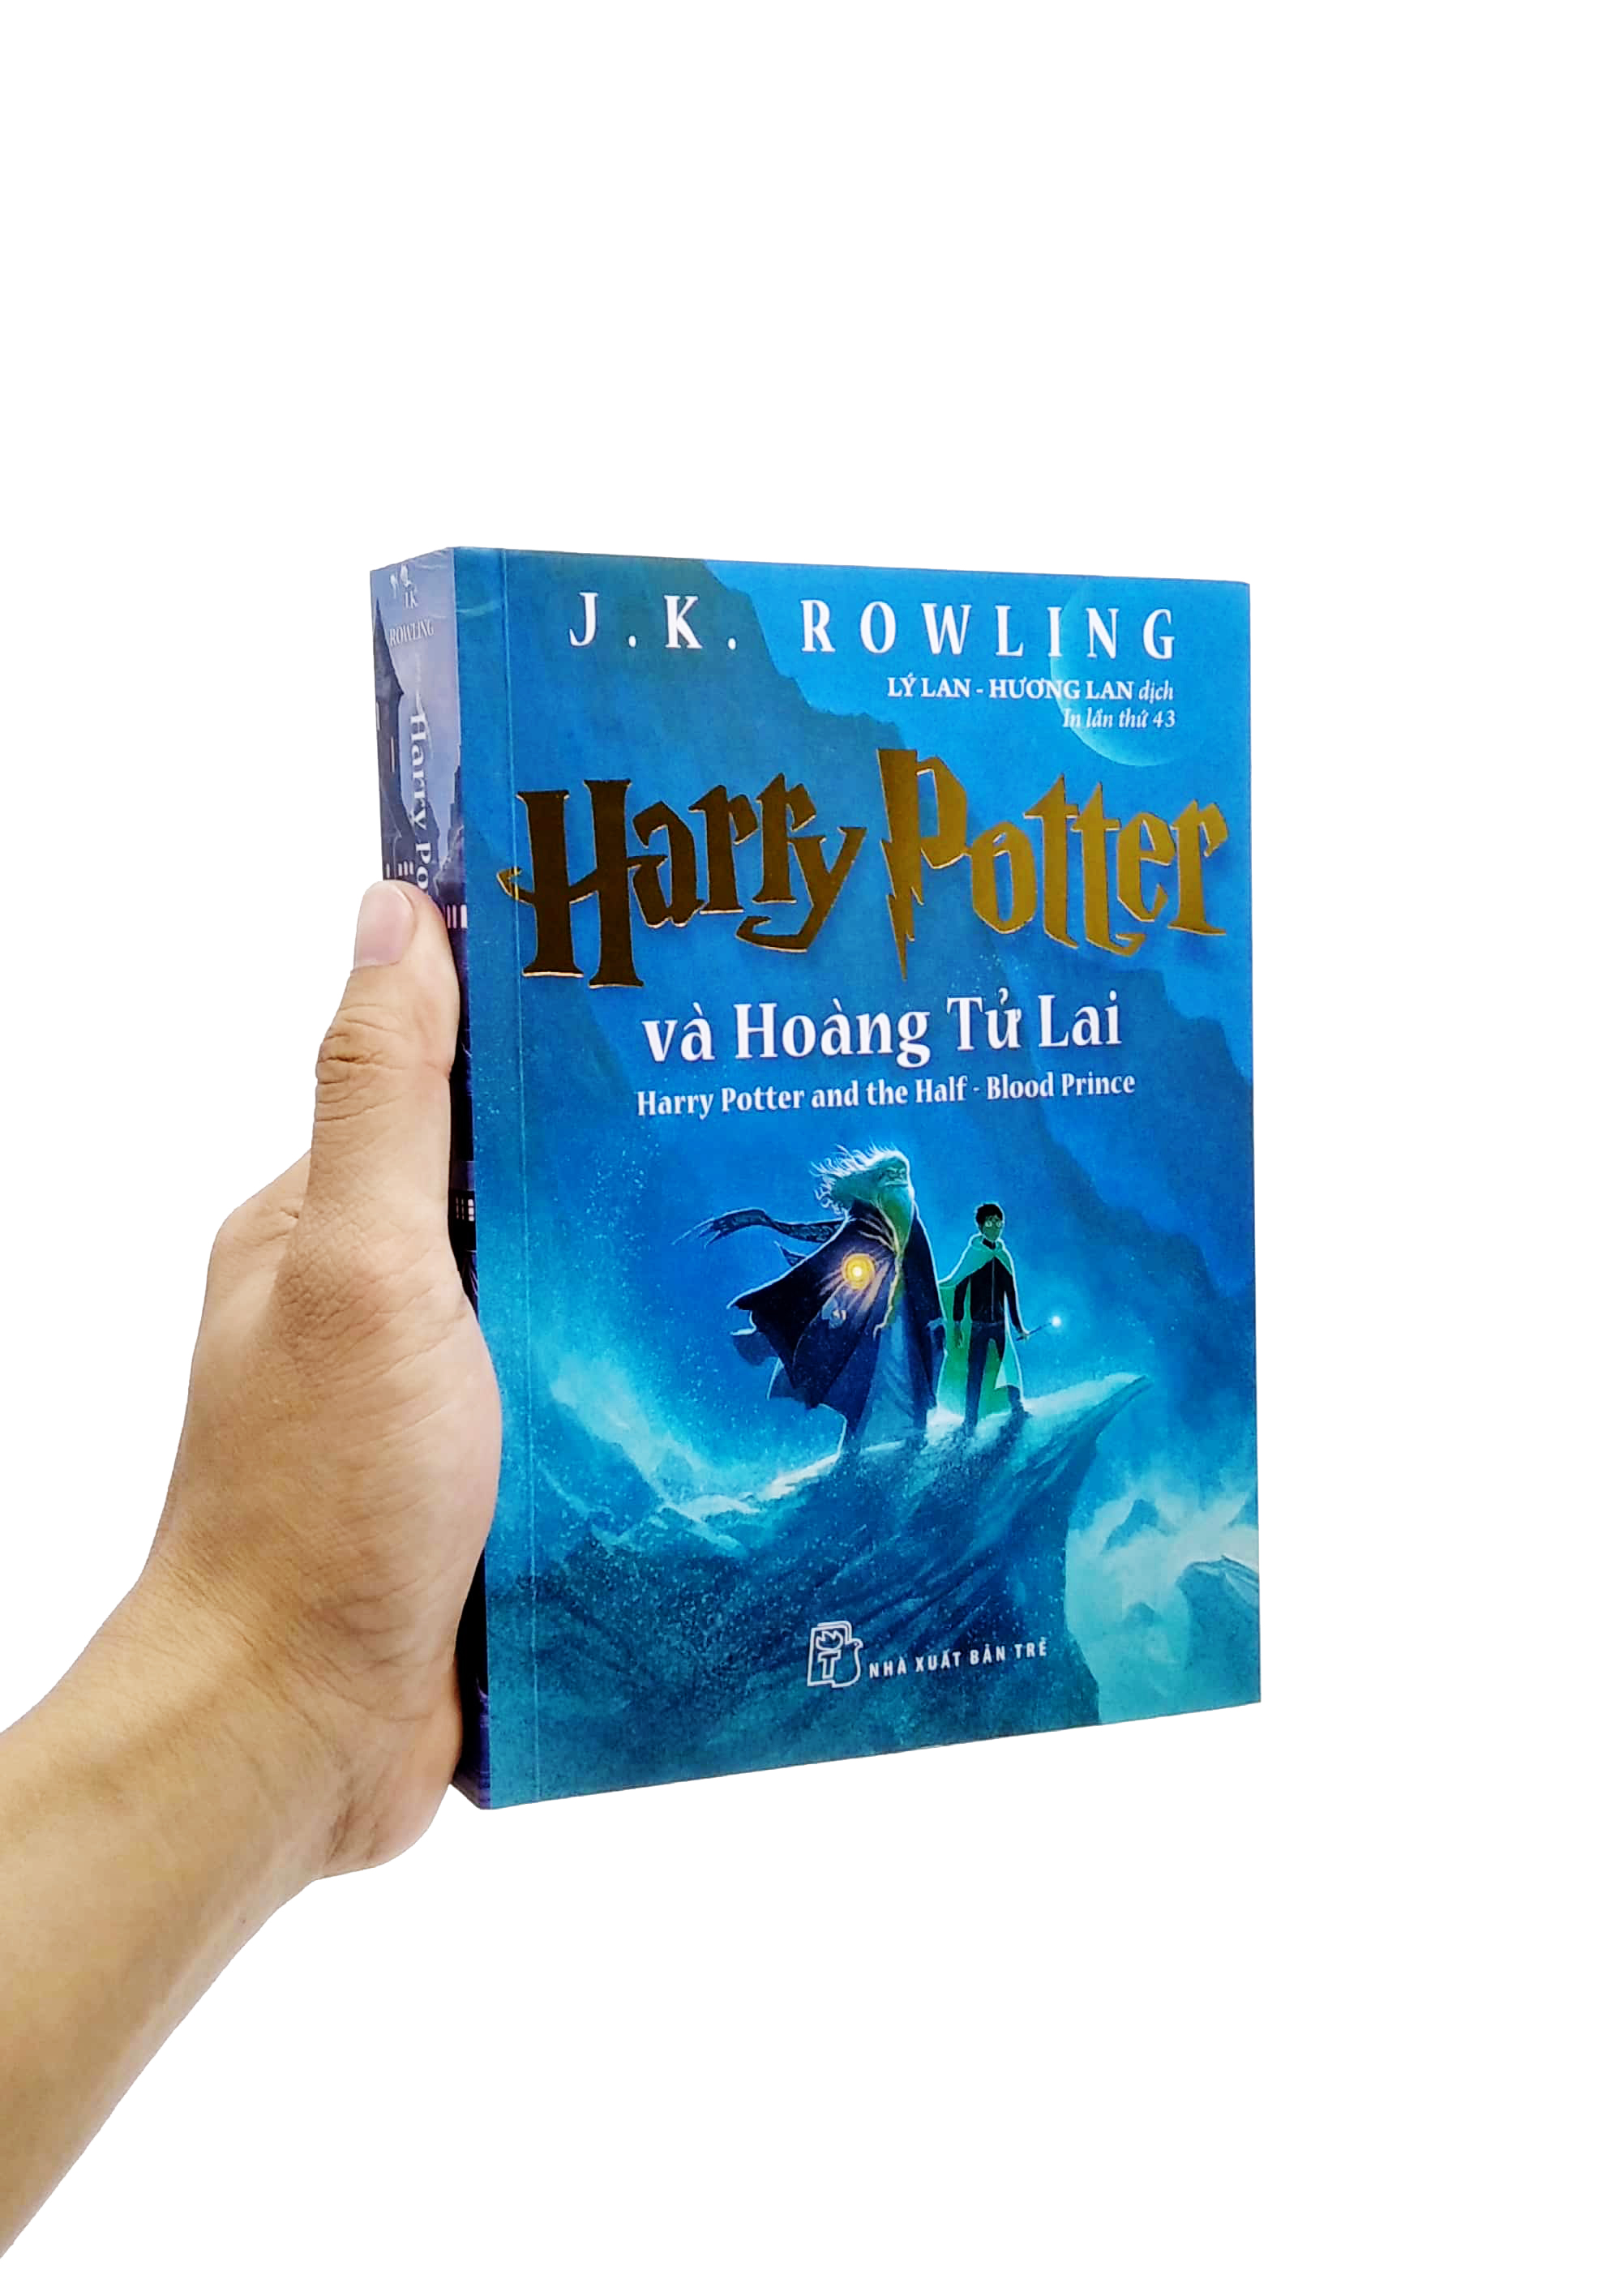 J.K.
ROWLING
Harry Po
J.K. ROWLING
LÝ LAN - HƯƠNG LAN dịch
In lần thứ 43
Harry Potter
và Hoàng Tử Lai
Harry Potter and the Half - Blood Prince
NHÀ XUẤT BẢN TRẺ